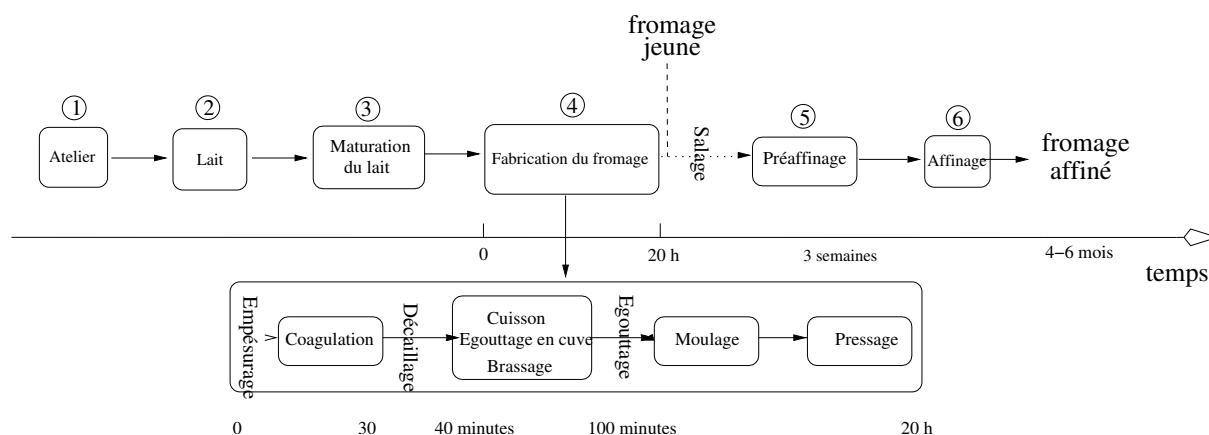 fromage
jeune
1
2
3
4
5
6
Atelier
Lait
Maturation
du lait
Fabrication du fromage
Salage
Préaffinage
Affinage
fromage
affiné
0
20 h
3 semaines
4−6 mois
temps
Empésurage
Coagulation
Décaillage
Cuisson
Egouttage en cuve
Brassage
Egouttage
Moulage
Pressage
0
30
40 minutes
100 minutes
20 h